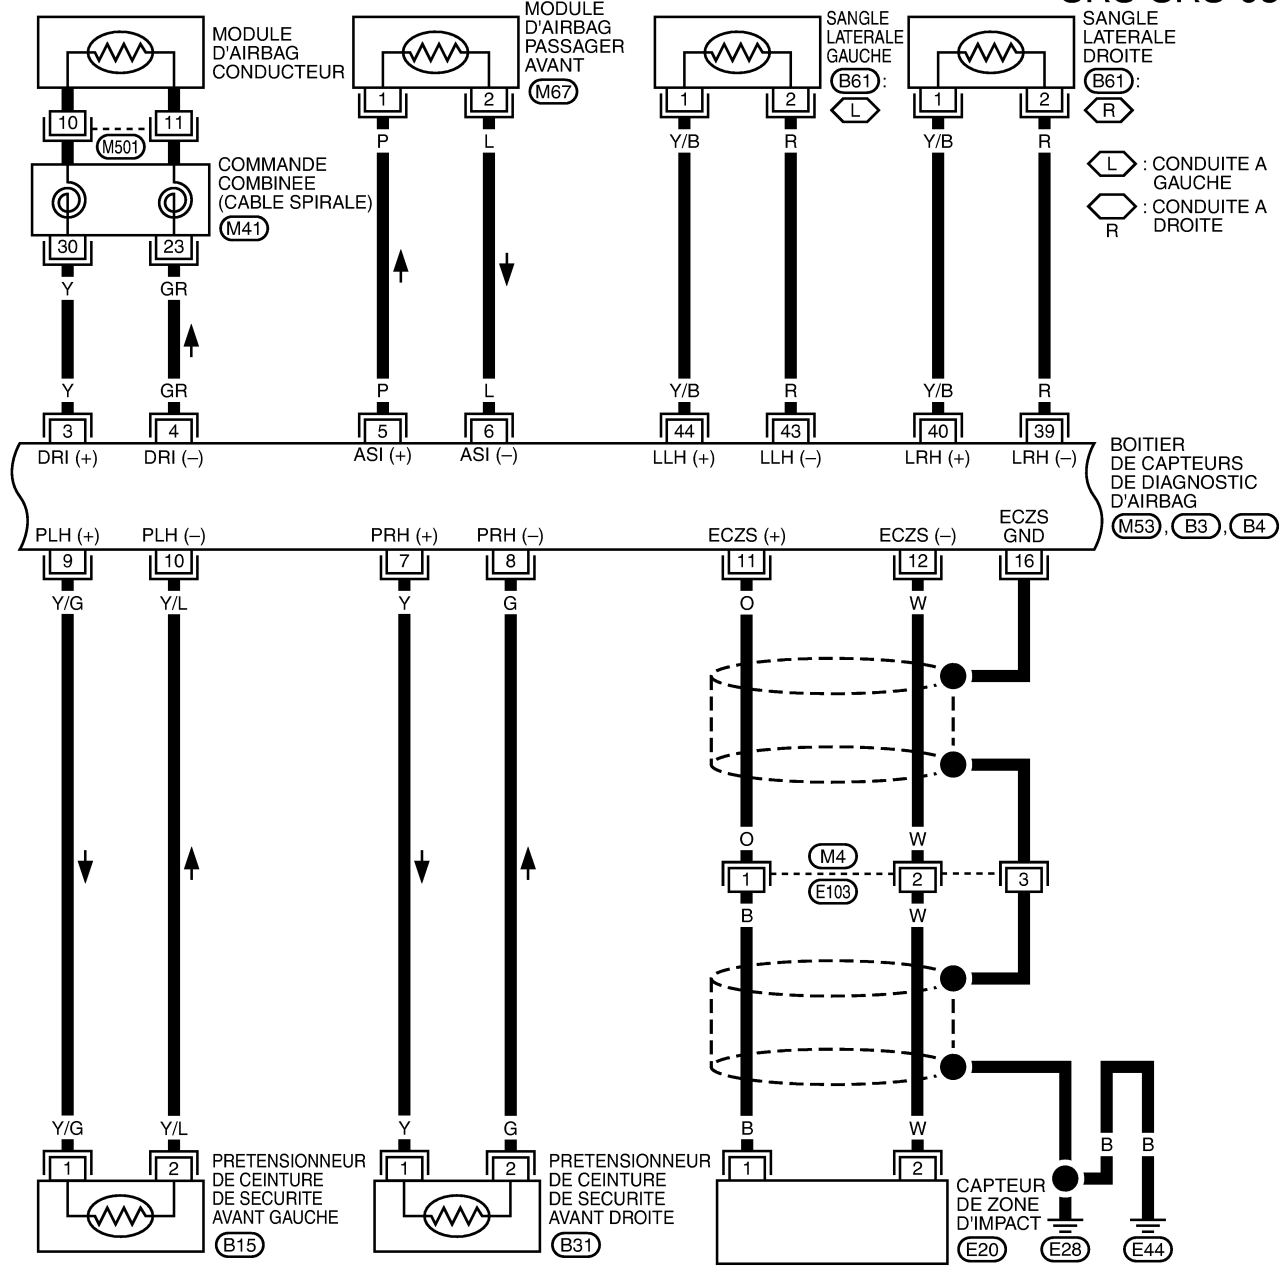 MODULE
D'AIRBAG
CONDUCTEUR
MODULE
D'AIRBAG
PASSAGER
AVANT
M67
SANGLE
LATERALE
GAUCHE
B61 :
L
SANGLE
LATERALE
DROITE
B61 :
R
10 11
M501
1 2
1 2
1 2
COMMANDE
COMBINEE
(CABLE SPIRALE)
M41
L : CONDUITE A
GAUCHE
: CONDUITE A
R DROITE
30 23
P L Y/B R Y/B R
Y GR
Y GR P L Y/B R Y/B R
3 4 5 6 44 43 40 39
DRI (+) DRI (–) ASI (+) ASI (–) LLH (+) LLH (–) LRH (+) LRH (–)
BOITIER
DE CAPTEURS
DE DIAGNOSTIC
D'AIRBAG
M53 , B3 , B4
PLH (+) PLH (–) PRH (+) PRH (–) ECZS (+) ECZS (–) ECZS
GND
9 10 7 8 11 12 16
Y/G Y/L Y G O W
O W
M4
1 2 3
E103
B W
Y/G Y/L Y G B W
B B
1 2 1 2 1 2
PRETENSIONNEUR
DE CEINTURE
DE SECURITE
AVANT GAUCHE
B15
PRETENSIONNEUR
DE CEINTURE
DE SECURITE
AVANT DROITE
B31
CAPTEUR
DE ZONE
D'IMPACT
E20 E28 E44